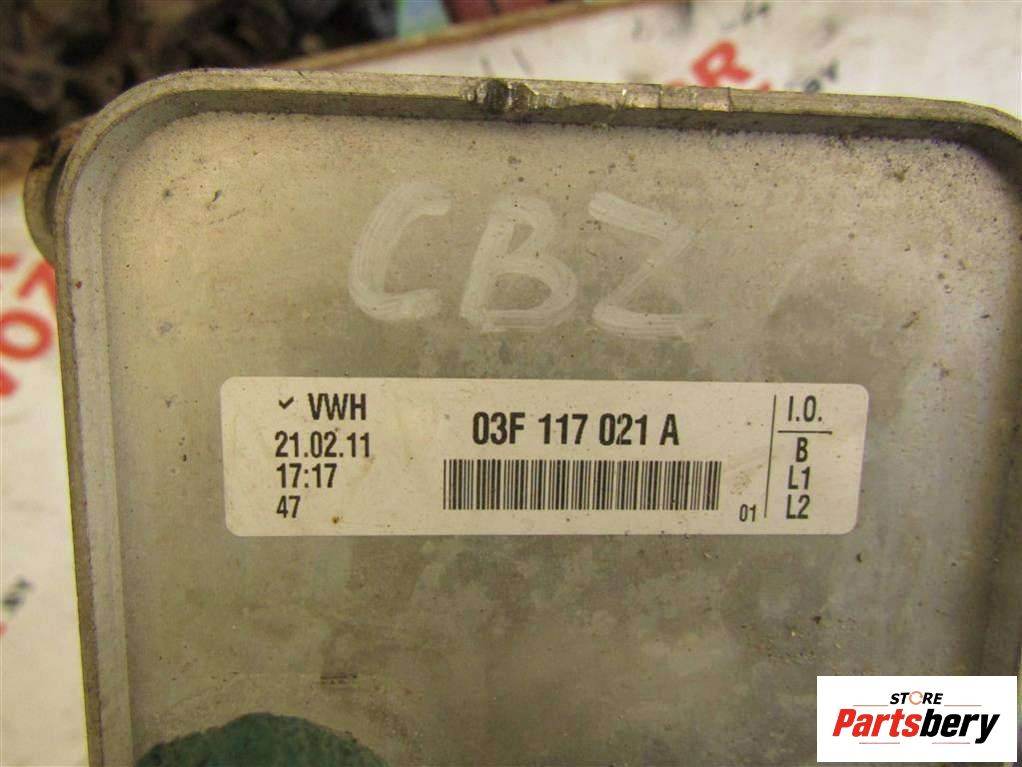 CBZ
✓ VWH
21.02.11
17:17
47
03F 117 021 A
01
I.O.
B
L1
L2
STORE
Partsbery